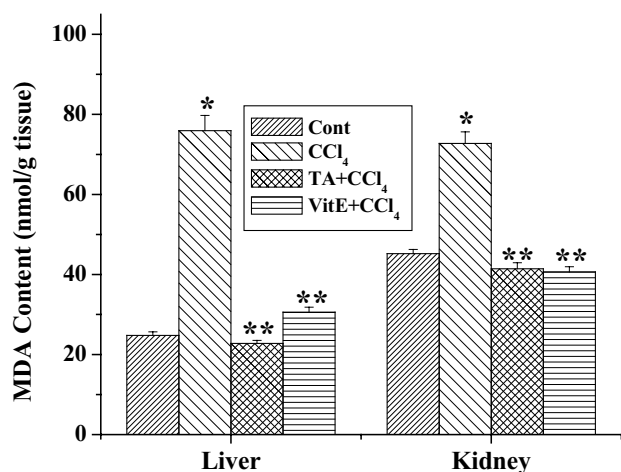 100
80
60
40
20
0
MDA Content (nmol/g tissue)
*
*
**
**
**
**
Cont
CCl₄
TA+CCl₄
VitE+CCl₄
Liver
Kidney